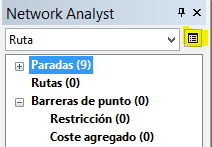 Network Analyst
Ruta
Paradas (9)
Rutas (0)
Barreras de punto (0)
Restricción (0)
Coste agregado (0)